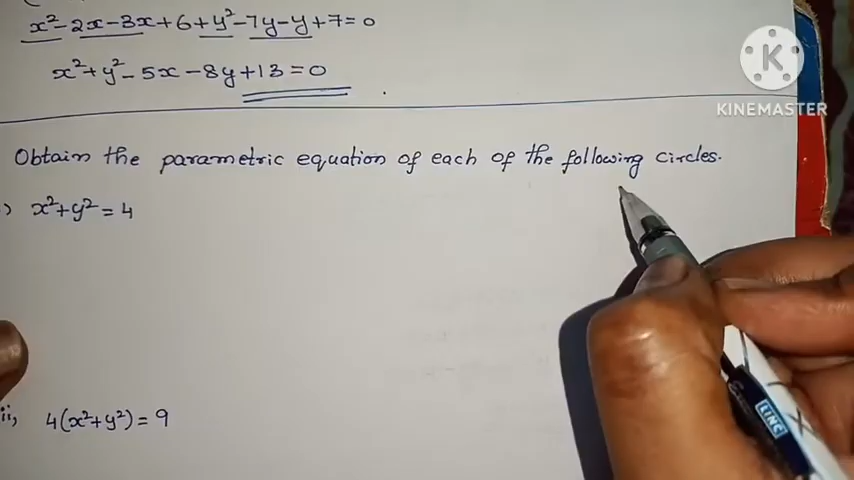 x²-2x-3x+6+y²-7y-y+7=0
x²+y²-5x-8y+13=0
K
KINEMASTER
Obtain the parametric equation of each of the following circles.
) x²+y²=4
ii, 4(x²+y²)=9
LINC